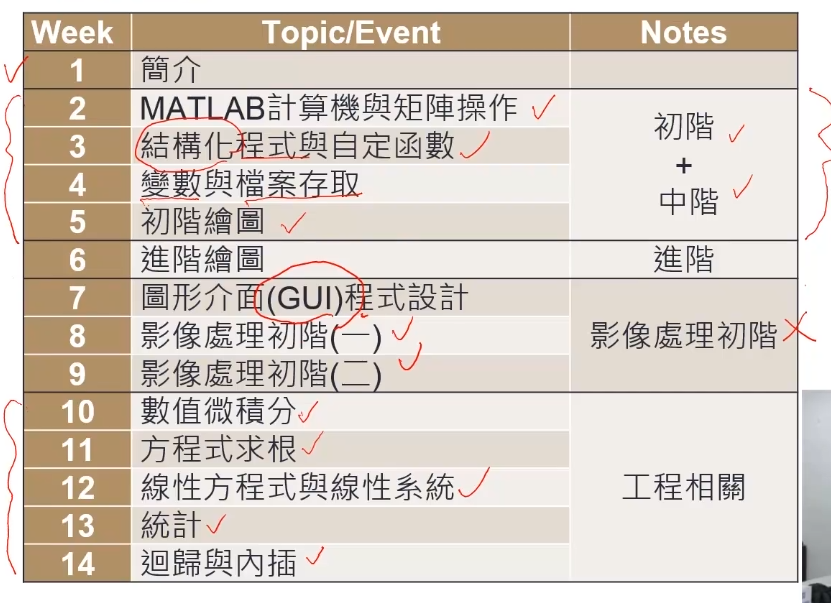 Week Topic/Event Notes
1 簡介
2 MATLAB計算機與矩陣操作
3 結構化程式與自定函數
4 變數與檔案存取
5 初階繪圖
初階
+
中階
6 進階繪圖 進階
7 圖形介面(GUI)程式設計
8 影像處理初階(一)
9 影像處理初階(二)
影像處理初階
10 數值微積分
11 方程式求根
12 線性方程式與線性系統
13 統計
14 迴歸與內插
工程相關